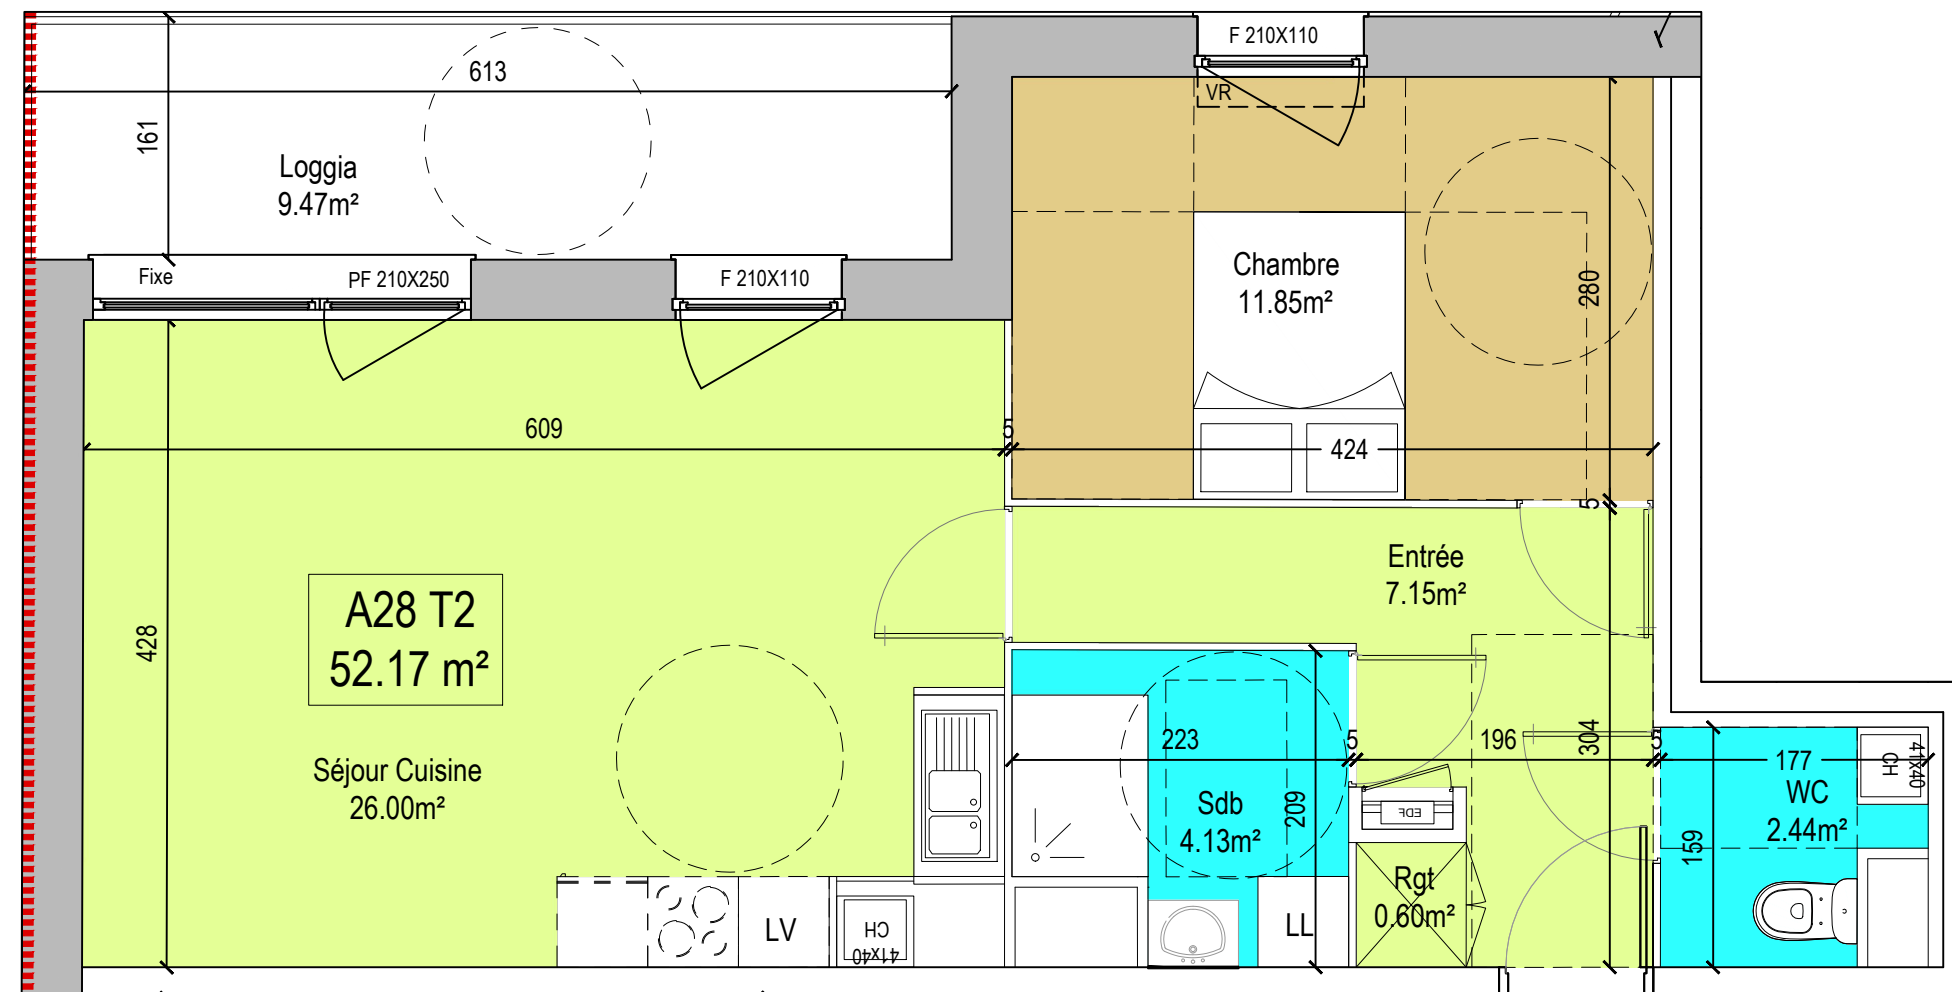 F 210X110
613
VR
161
Loggia
9.47m²
Fixe
PF 210X250
F 210X110
Chambre
11.85m²
280
609
5
424
5
Entrée
7.15m²
A28 T2
52.17 m²
428
Séjour Cuisine
26.00m²
223
5
196
304
5
177
CH
41X40
WC
2.44m²
Sdb
4.13m²
209
EDF
159
Rgt
0.60m²
LV
CH
41x40
LL